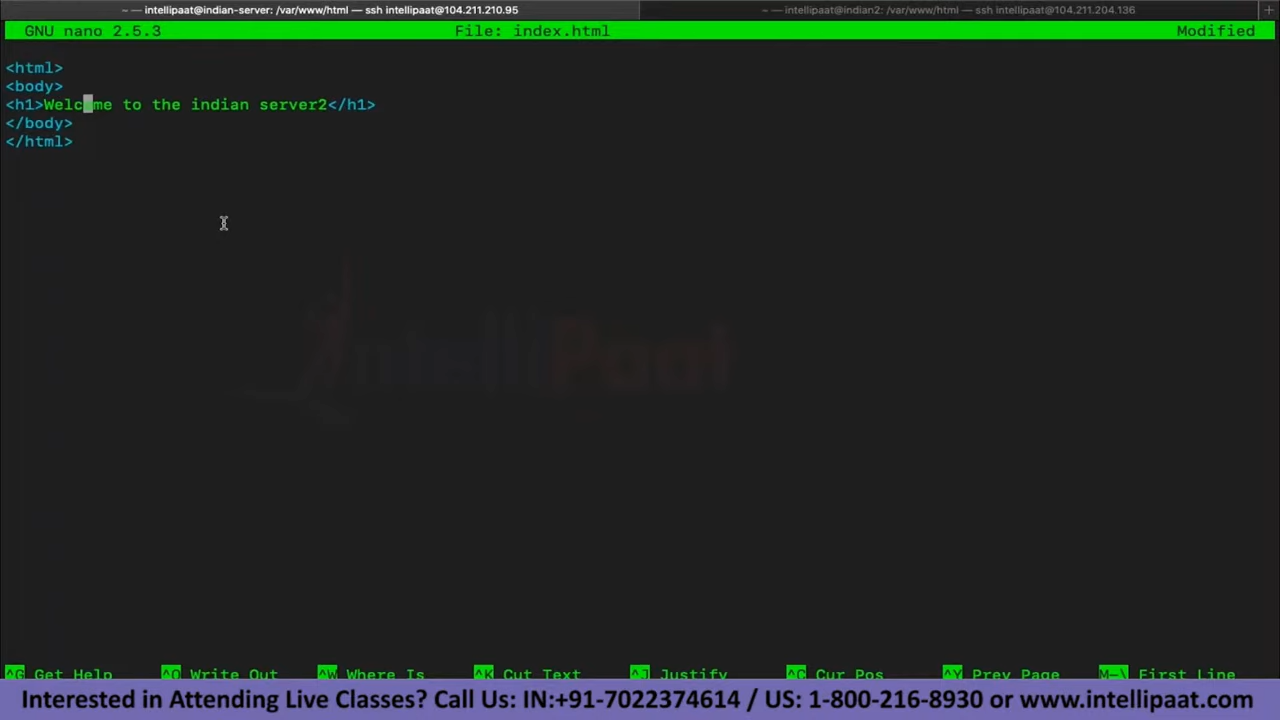 ~ — intellipaat@indian-server: /var/www/html — ssh intellipaat@104.211.210.95
~ — intellipaat@indian2: /var/www/html — ssh intellipaat@104.211.204.136
+
GNU nano 2.5.3 File: index.html Modified
<html>
<body>
<h1>Welcome to the indian server2</h1>
</body>
</html>
IntelliPaat
^G Get Help ^O Write Out ^W Where Is ^K Cut Text ^J Justify ^C Cur Pos ^Y Prev Page M-\ First Line
Interested in Attending Live Classes? Call Us: IN:+91-7022374614 / US: 1-800-216-8930 or www.intellipaat.com